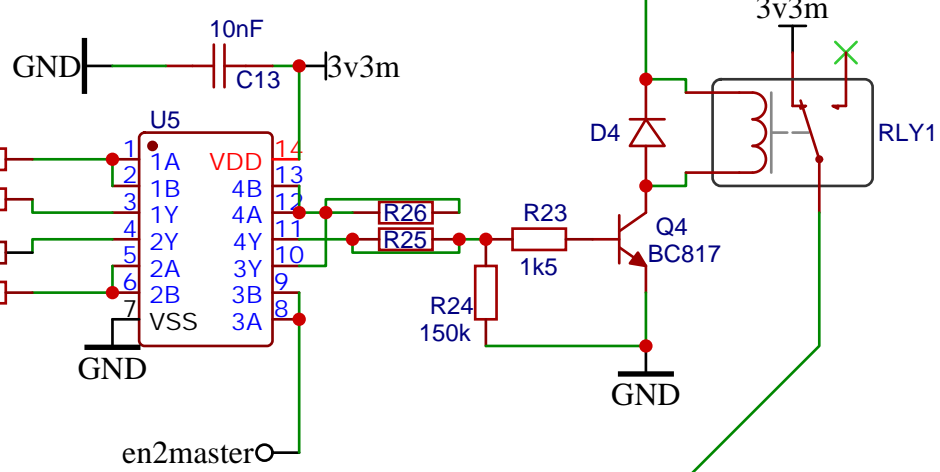 3v3m
10nF
GND
3v3m
C13
U5
D4
RLY1
1 1A VDD 14
2 1B 4B 13
3 1Y 4A 12
4 2Y 4Y 11
5 2A 3Y 10
6 2B 3B 9
7 VSS 3A 8
R26
R25
R23
1k5
Q4
BC817
R24
150k
GND
GND
en2master